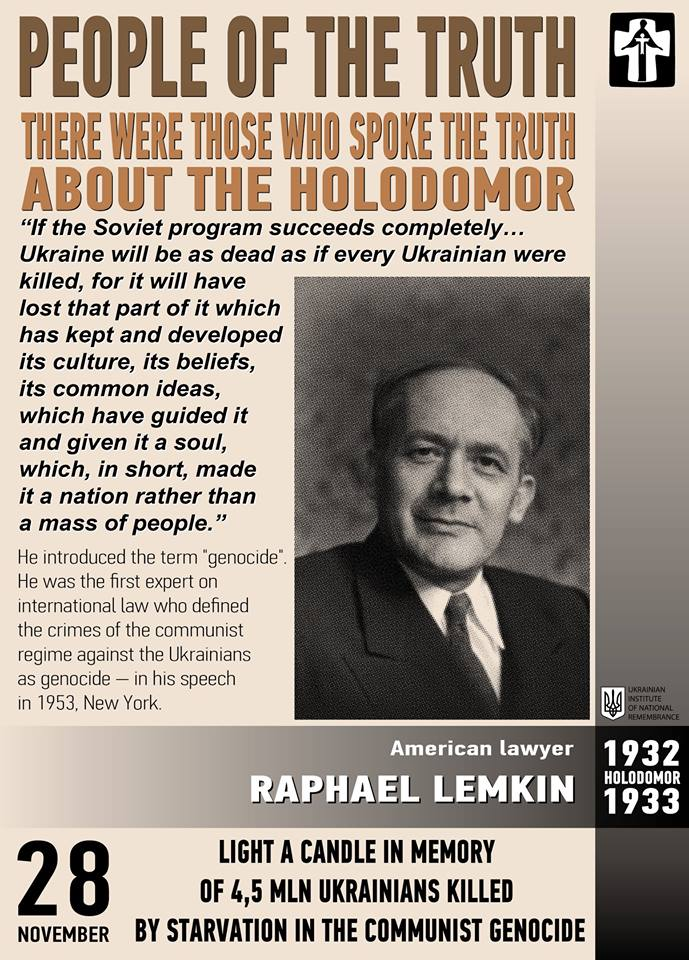 PEOPLE OF THE TRUTH
THERE WERE THOSE WHO SPOKE THE TRUTH
ABOUT THE HOLODOMOR
“If the Soviet program succeeds completely…
Ukraine will be as dead as if every Ukrainian were
killed, for it will have
lost that part of it which
has kept and developed
its culture, its beliefs,
its common ideas,
which have guided it
and given it a soul,
which, in short, made
it a nation rather than
a mass of people.”
He introduced the term "genocide".
He was the first expert on
international law who defined
the crimes of the communist
regime against the Ukrainians
as genocide — in his speech
in 1953, New York.
UKRAINIAN
INSTITUTE
OF NATIONAL
REMEMBRANCE
American lawyer
RAPHAEL LEMKIN
1932
HOLODOMOR
1933
28
NOVEMBER
LIGHT A CANDLE IN MEMORY
OF 4,5 MLN UKRAINIANS KILLED
BY STARVATION IN THE COMMUNIST GENOCIDE